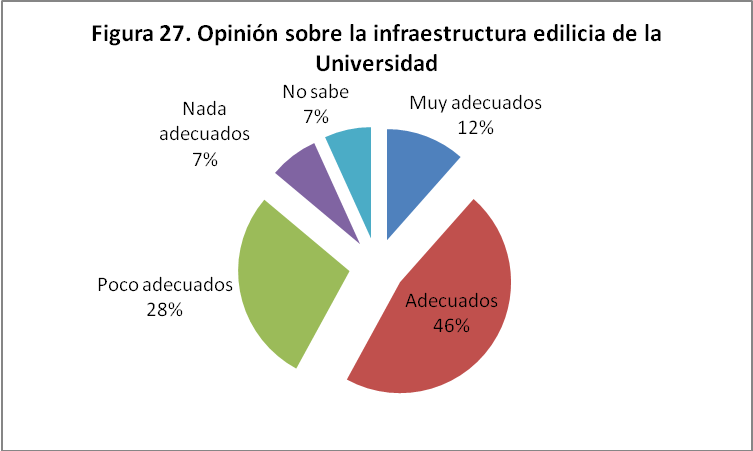 Figura 27. Opinión sobre la infraestructura edilicia de la
Universidad
No sabe
7%
Muy adecuados
12%
Nada
adecuados
7%
Poco adecuados
28%
Adecuados
46%